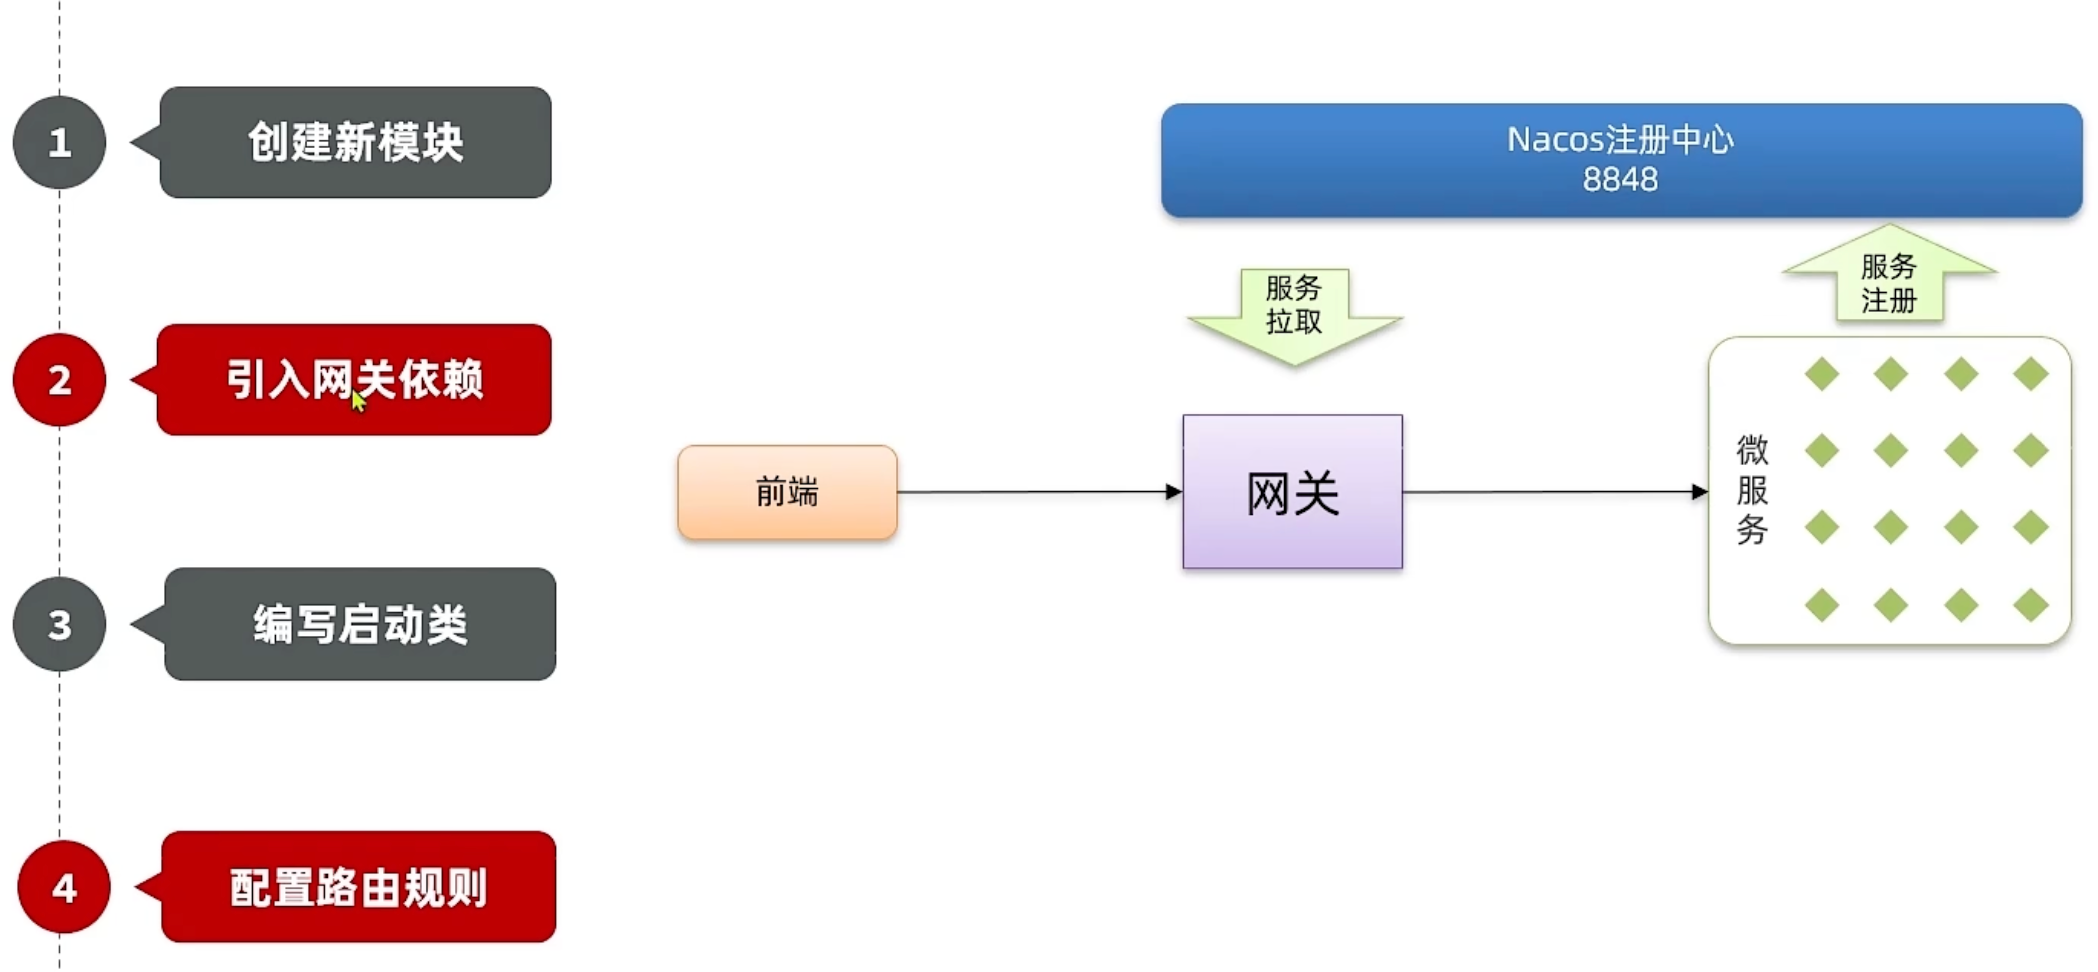 1
创建新模块
2
引入网关依赖
3
编写启动类
4
配置路由规则
Nacos注册中心
8848
服务
拉取
服务
注册
前端
网关
微
服
务